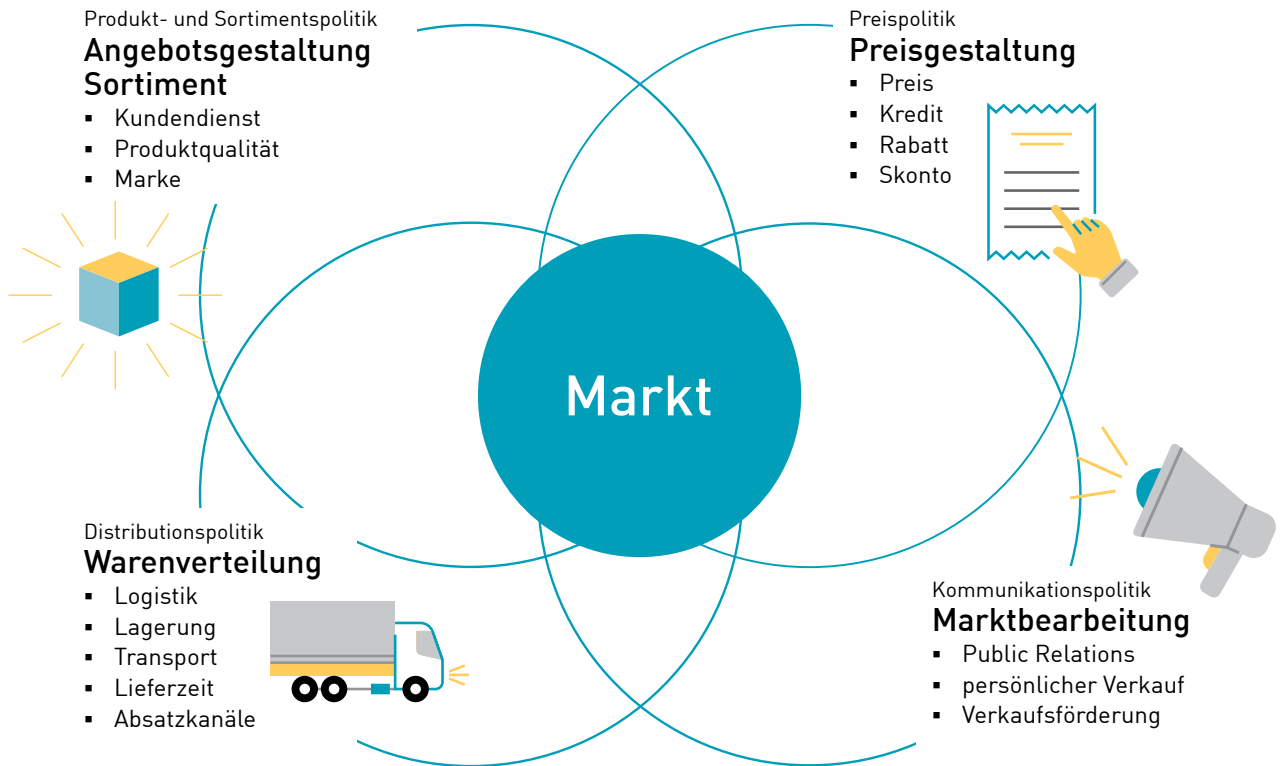 Produkt- und Sortimentspolitik
Angebotsgestaltung
Sortiment
▪ Kundendienst
▪ Produktqualität
▪ Marke
Preispolitik
Preisgestaltung
▪ Preis
▪ Kredit
▪ Rabatt
▪ Skonto
Markt
Distributionspolitik
Warenverteilung
▪ Logistik
▪ Lagerung
▪ Transport
▪ Lieferzeit
▪ Absatzkanäle
Kommunikationspolitik
Marktbearbeitung
▪ Public Relations
▪ persönlicher Verkauf
▪ Verkaufsförderung